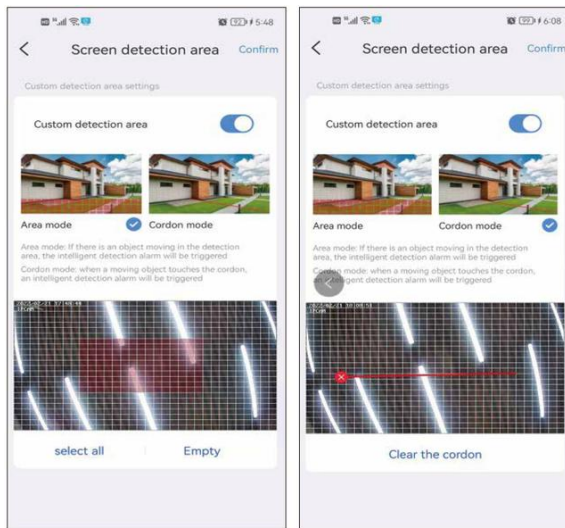 5:48
Screen detection area
Confirm
Custom detection area settings
Custom detection area
Area mode
Cordon mode
Area mode: If there is an object moving in the detection
area, the intelligent detection alarm will be triggered
Cordon mode: when a moving object touches the cordon,
an intelligent detection alarm will be triggered
IPCAM
select all
Empty
6:08
Screen detection area
Confirm
Custom detection area settings
Custom detection area
Area mode
Cordon mode
Area mode: If there is an object moving in the detection
area, the intelligent detection alarm will be triggered
Cordon mode: when a moving object touches the cordon,
an intelligent detection alarm will be triggered
IPCAM
Clear the cordon